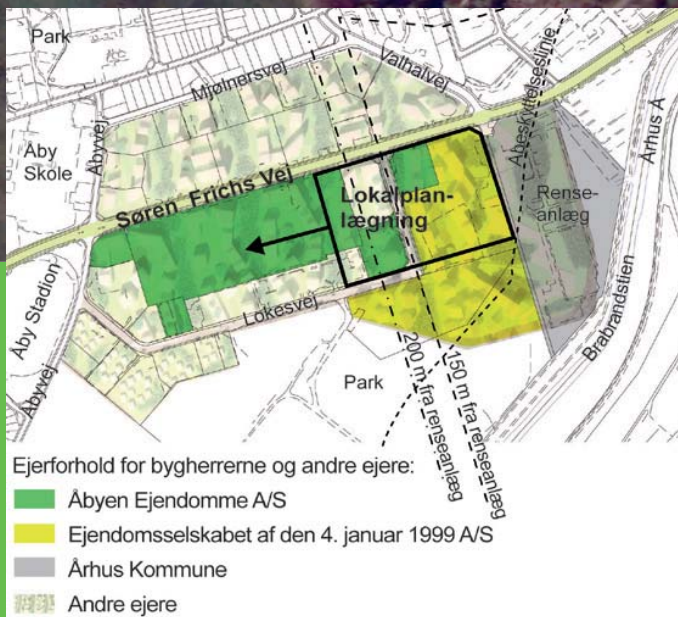 Park
Mjølnersvej
Valhalvej
Åbyvej
Åby
Skole
Søren Frichs Vej
Lokalplan-
lægning
Åbeskyttelseslinie
Rense-
anlæg
Århus Å
Åby Stadion
Åbyvej
Lokesvej
Park
200 m fra renseanlæg
150 m fra renseanlæg
Brabrandstien
Ejerforhold for bygherrerne og andre ejere:
Åbyen Ejendomme A/S
Ejendomsselskabet af den 4. januar 1999 A/S
Århus Kommune
Andre ejere